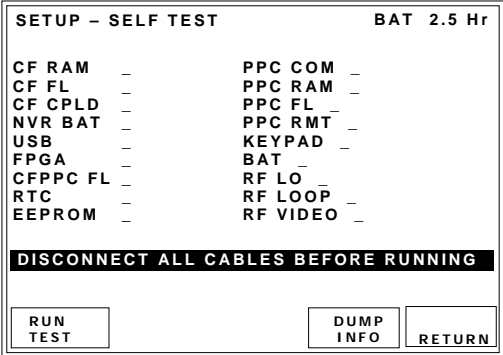 SETUP – SELF TEST BAT 2.5 Hr
CF RAM _ PPC COM _
CF FL _ PPC RAM _
CF CPLD _ PPC FL _
NVR BAT _ PPC RMT _
USB _ KEYPAD _
FPGA _ BAT _
CFPPC FL _ RF LO _
RTC _ RF LOOP _
EEPROM _ RF VIDEO _
DISCONNECT ALL CABLES BEFORE RUNNING
RUN TEST
DUMP INFO
RETURN